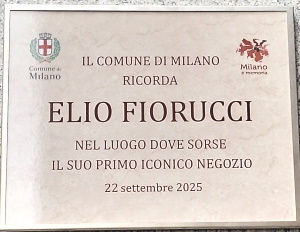 Comune di
Milano
Milano
è memoria
IL COMUNE DI MILANO
RICORDA
ELIO FIORUCCI
NEL LUOGO DOVE SORSE
IL SUO PRIMO ICONICO NEGOZIO
22 settembre 2025